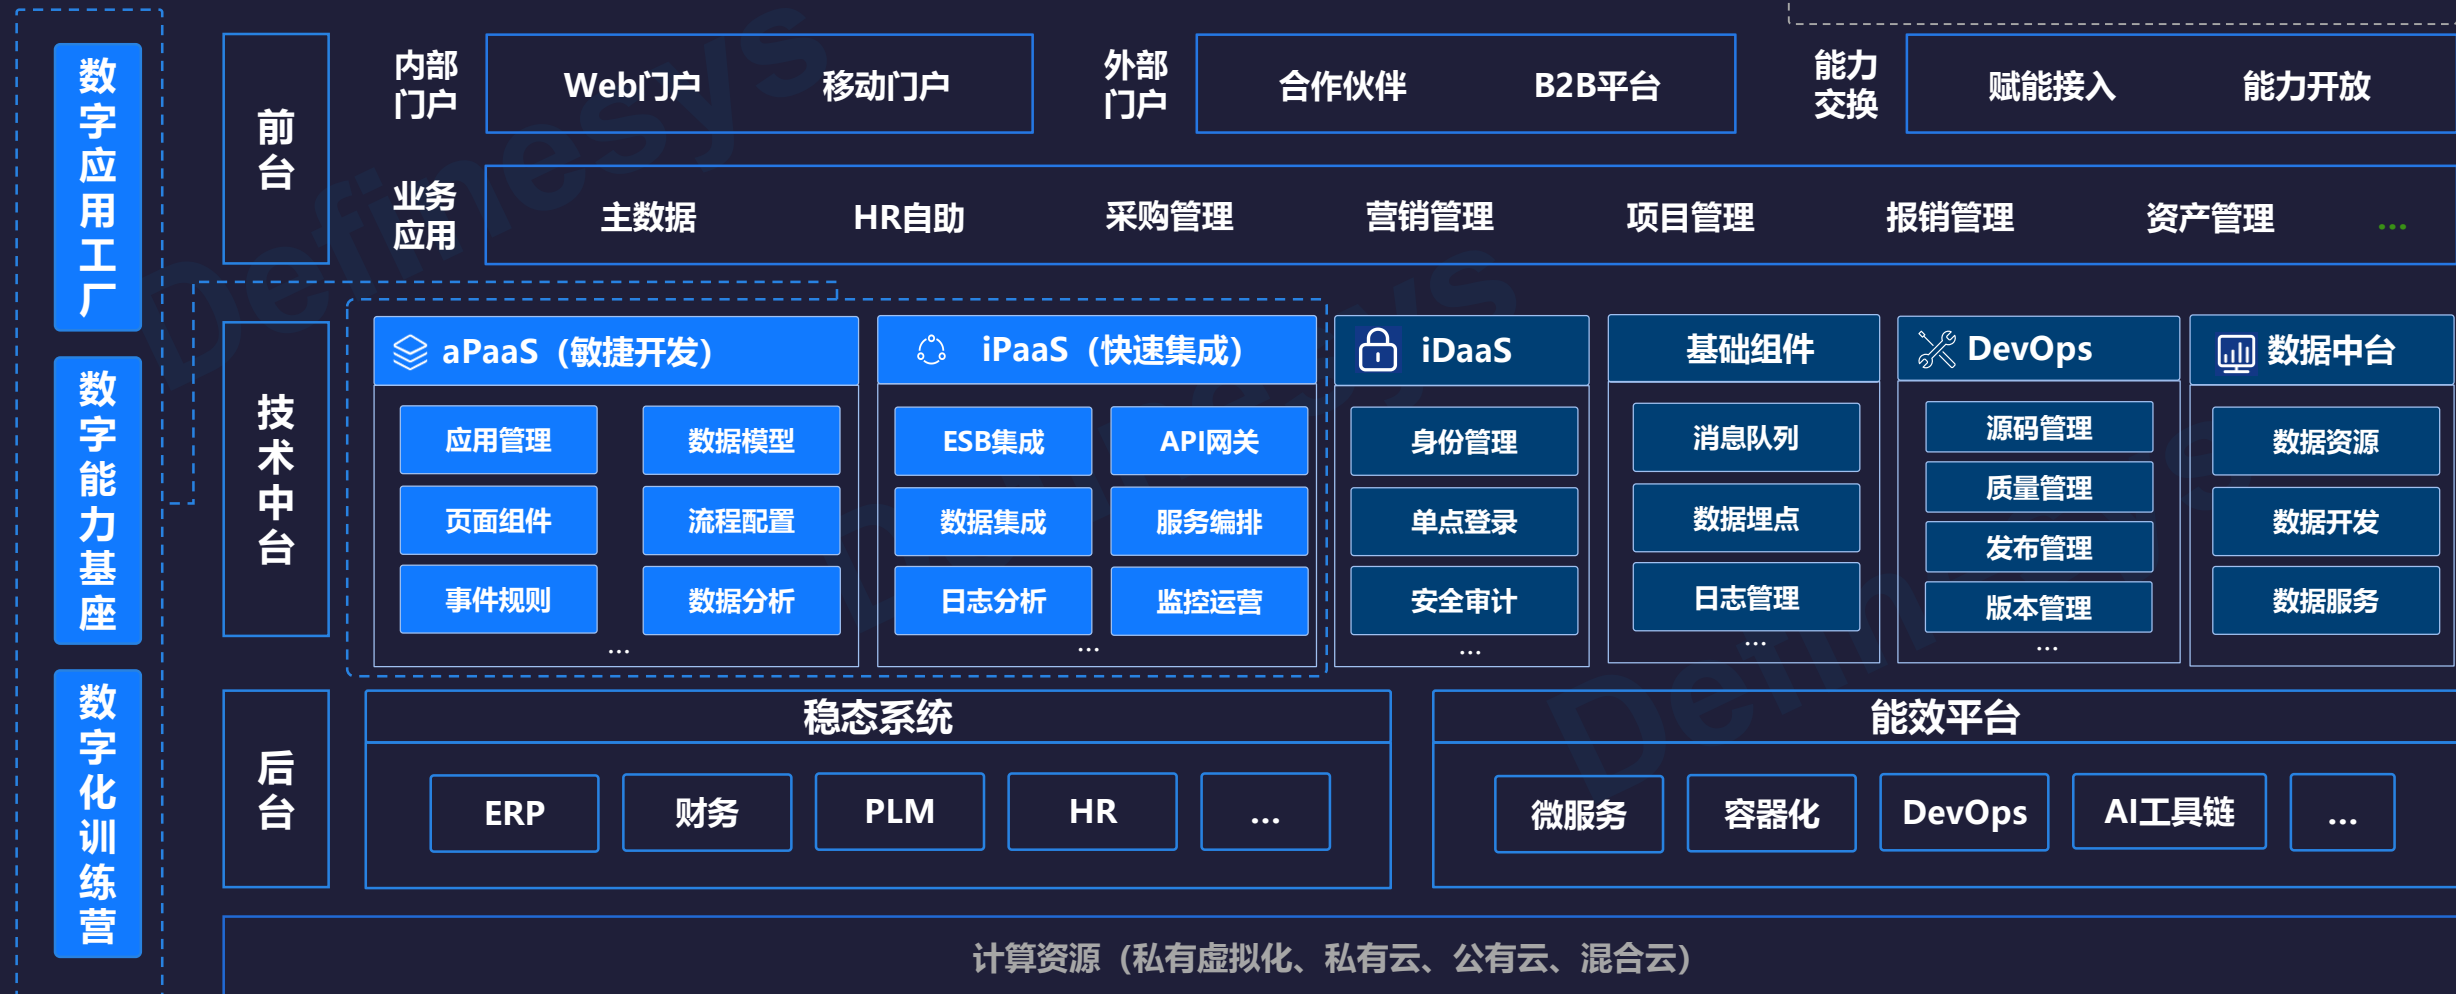 数字应用工厂
数字能力基座
数字化训练营
前台
内部
门户
Web门户
移动门户
外部
门户
合作伙伴
B2B平台
能力
交换
赋能接入
能力开放
业务
应用
主数据
HR自助
采购管理
营销管理
项目管理
报销管理
资产管理
...
技术中台
aPaaS（敏捷开发）
应用管理
数据模型
页面组件
流程配置
事件规则
数据分析
...
iPaaS（快速集成）
ESB集成
API网关
数据集成
服务编排
日志分析
监控运营
...
iDaaS
身份管理
单点登录
安全审计
...
基础组件
消息队列
数据埋点
日志管理
...
DevOps
源码管理
质量管理
发布管理
版本管理
...
数据中台
数据资源
数据开发
数据服务
后台
稳态系统
ERP
财务
PLM
HR
...
能效平台
微服务
容器化
DevOps
AI工具链
...
计算资源（私有虚拟化、私有云、公有云、混合云）
Definesys
Definesys
Definesys